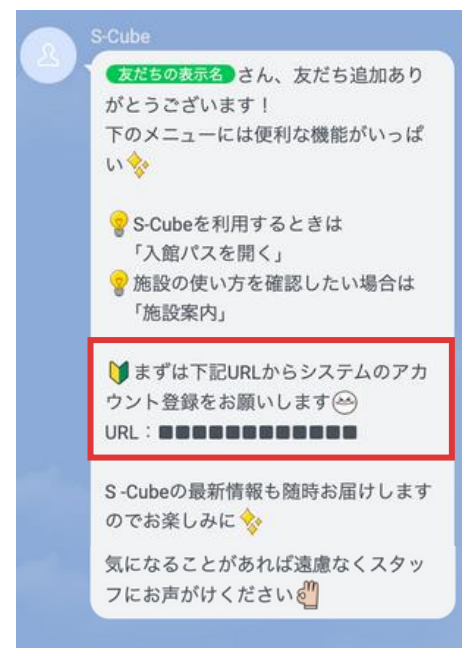 S-Cube
友だちの表示名 さん、友だち追加あり
がとうございます！
下のメニューには便利な機能がいっぱ
い✨
💡S-Cubeを利用するときは
「入館パスを開く」
💡施設の使い方を確認したい場合は
「施設案内」
🔰まずは下記URLからシステムのアカ
ウント登録をお願いします😊
URL：■■■■■■■■■■■■
S-Cubeの最新情報も随時お届けします
のでお楽しみに✨
気になることがあれば遠慮なくスタッ
フにお声がけください👌